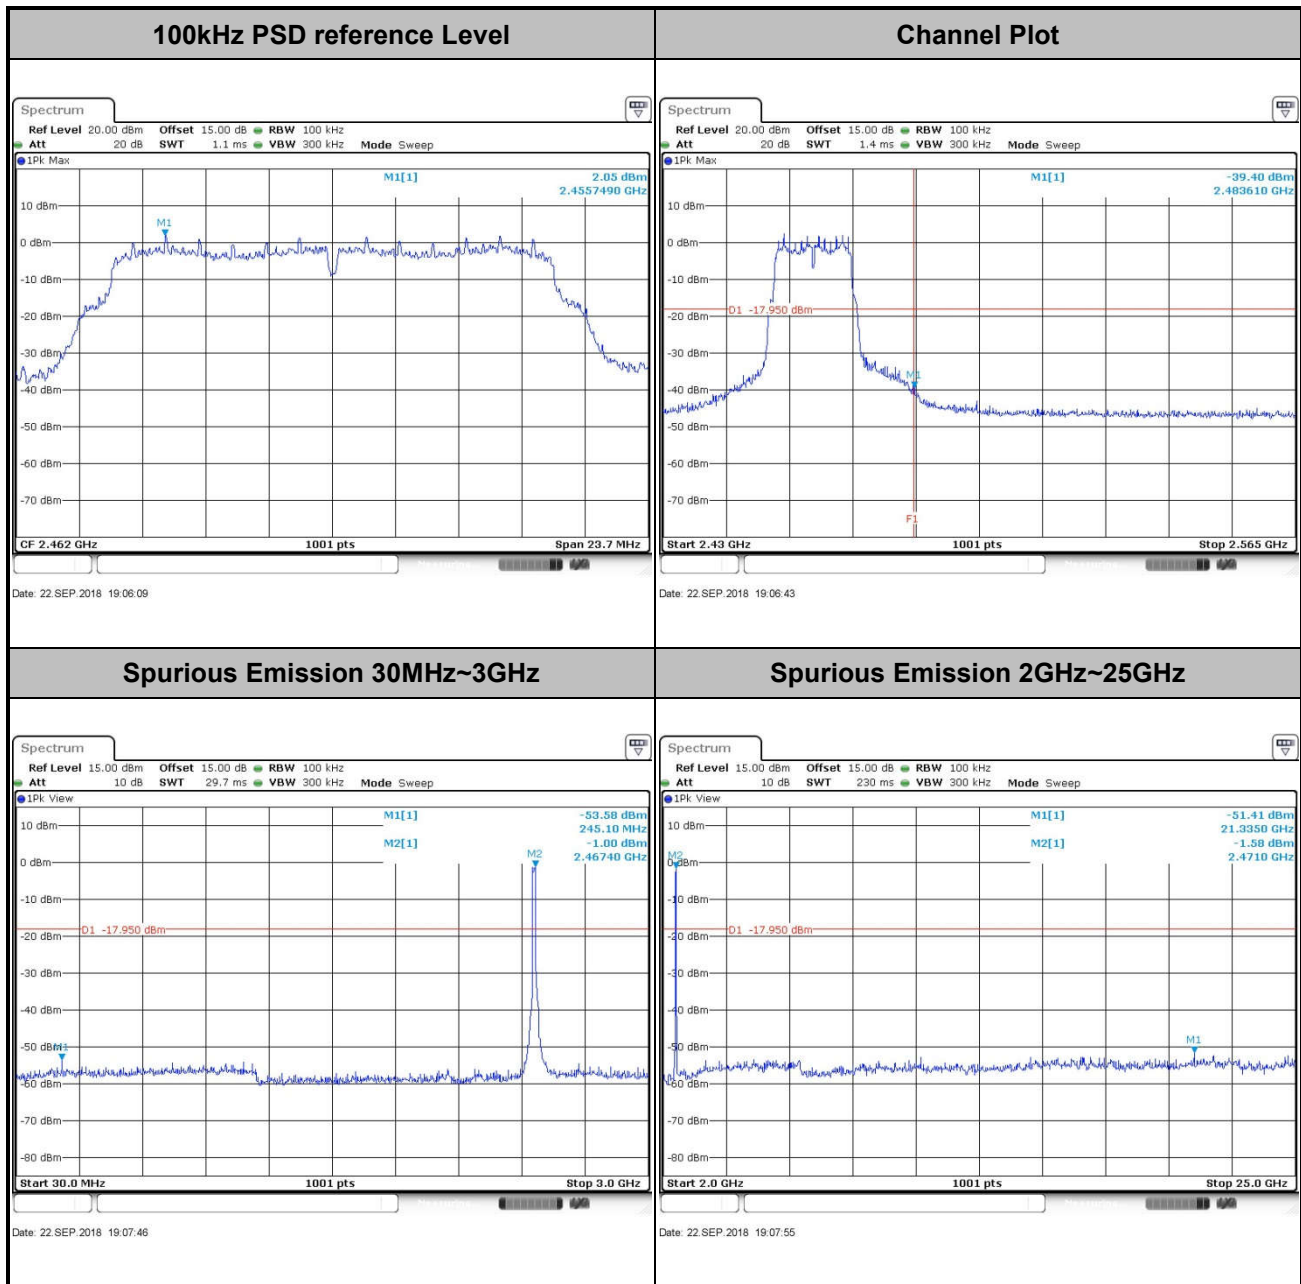 100kHz PSD reference Level
Channel Plot
Spectrum
Ref Level 20.00 dBm Offset 15.00 dB RBW 100 kHz
Att 20 dB SWT 1.1 ms VBW 300 kHz Mode Sweep
1Pk Max
M1[1] 2.05 dBm
2.4557490 GHz
10 dBm
M1
0 dBm
-10 dBm
-20 dBm
-30 dBm
-40 dBm
-50 dBm
-60 dBm
-70 dBm
CF 2.462 GHz 1001 pts Span 23.7 MHz
Date: 22.SEP.2018 19:06:09
Spectrum
Ref Level 20.00 dBm Offset 15.00 dB RBW 100 kHz
Att 20 dB SWT 1.4 ms VBW 300 kHz Mode Sweep
1Pk Max
M1[1] -39.40 dBm
2.483610 GHz
10 dBm
0 dBm
-10 dBm
D1 -17.950 dBm
-20 dBm
-30 dBm
M1
-40 dBm
-50 dBm
-60 dBm
-70 dBm
F1
Start 2.43 GHz 1001 pts Stop 2.565 GHz
Date: 22.SEP.2018 19:06:43
Spurious Emission 30MHz~3GHz
Spurious Emission 2GHz~25GHz
Spectrum
Ref Level 15.00 dBm Offset 15.00 dB RBW 100 kHz
Att 10 dB SWT 29.7 ms VBW 300 kHz Mode Sweep
1Pk View
M1[1] -53.58 dBm
245.10 MHz
10 dBm
M2[1] -1.00 dBm
2.46740 GHz
M2
0 dBm
-10 dBm
D1 -17.950 dBm
-20 dBm
-30 dBm
-40 dBm
-50 dBm
M1
-60 dBm
-70 dBm
-80 dBm
Start 30.0 MHz 1001 pts Stop 3.0 GHz
Date: 22.SEP.2018 19:07:46
Spectrum
Ref Level 15.00 dBm Offset 15.00 dB RBW 100 kHz
Att 10 dB SWT 230 ms VBW 300 kHz Mode Sweep
1Pk View
M1[1] -51.41 dBm
21.3350 GHz
10 dBm
M2[1] -1.58 dBm
2.4710 GHz
M2
0 dBm
-10 dBm
D1 -17.950 dBm
-20 dBm
-30 dBm
-40 dBm
M1
-50 dBm
-60 dBm
-70 dBm
-80 dBm
Start 2.0 GHz 1001 pts Stop 25.0 GHz
Date: 22.SEP.2018 19:07:55